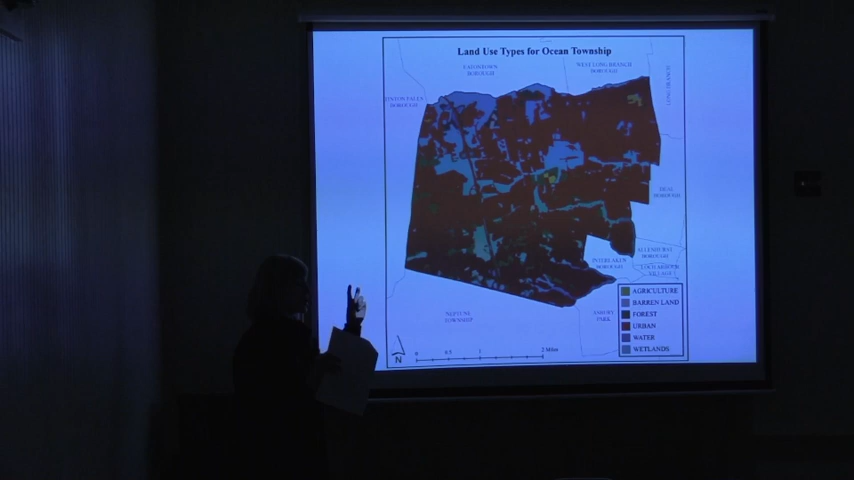 Land Use Types for Ocean Township
EATONTOWN
BOROUGH
WEST LONG BRANCH
BOROUGH
LONG BRANCH
TINTON FALLS
BOROUGH
DEAL
BOROUGH
ALLENHURST
BOROUGH
INTERLAKEN
BOROUGH
LOCH ARBOUR
VILLAGE
NEPTUNE
TOWNSHIP
ASBURY
PARK
AGRICULTURE
BARREN LAND
FOREST
URBAN
WATER
WETLANDS
N
0 0.5 1 2 Miles